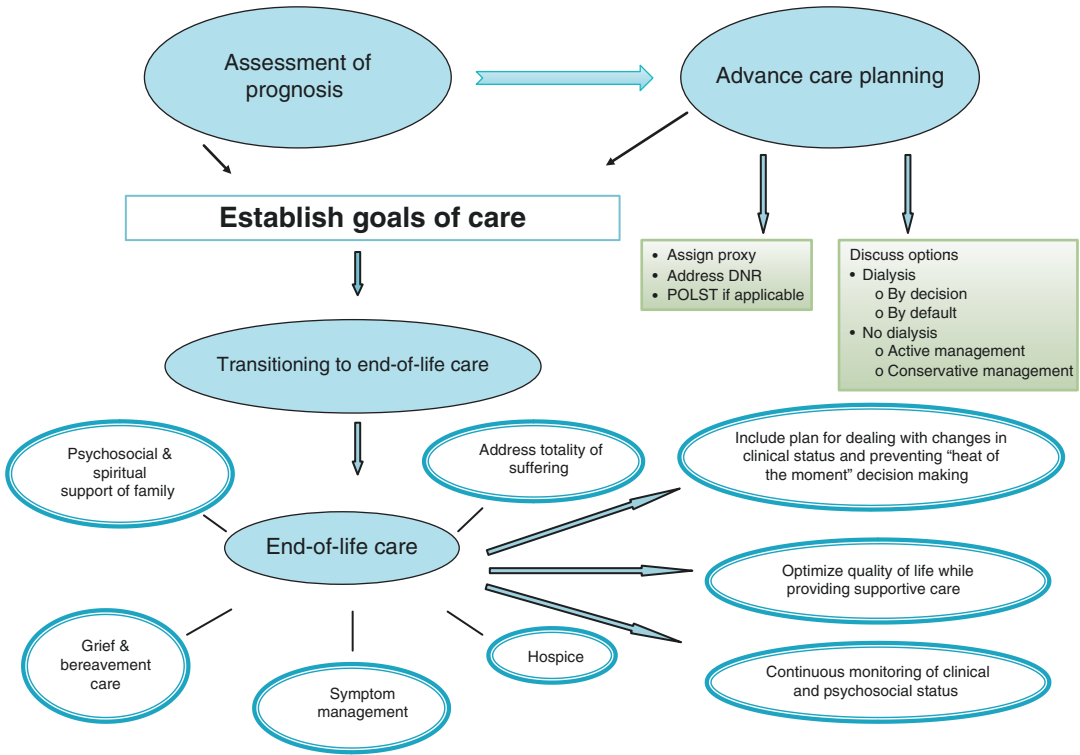 Assessment of
prognosis
Advance care planning
Establish goals of care
• Assign proxy
• Address DNR
• POLST if applicable
Discuss options
• Dialysis
o By decision
o By default
• No dialysis
o Active management
o Conservative management
Transitioning to end-of-life care
Psychosocial &
spiritual
support of family
Address totality of
suffering
Include plan for dealing with changes in
clinical status and preventing “heat of
the moment” decision making
End-of-life care
Optimize quality of life while
providing supportive care
Grief &
bereavement
care
Symptom
management
Hospice
Continuous monitoring of clinical
and psychosocial status